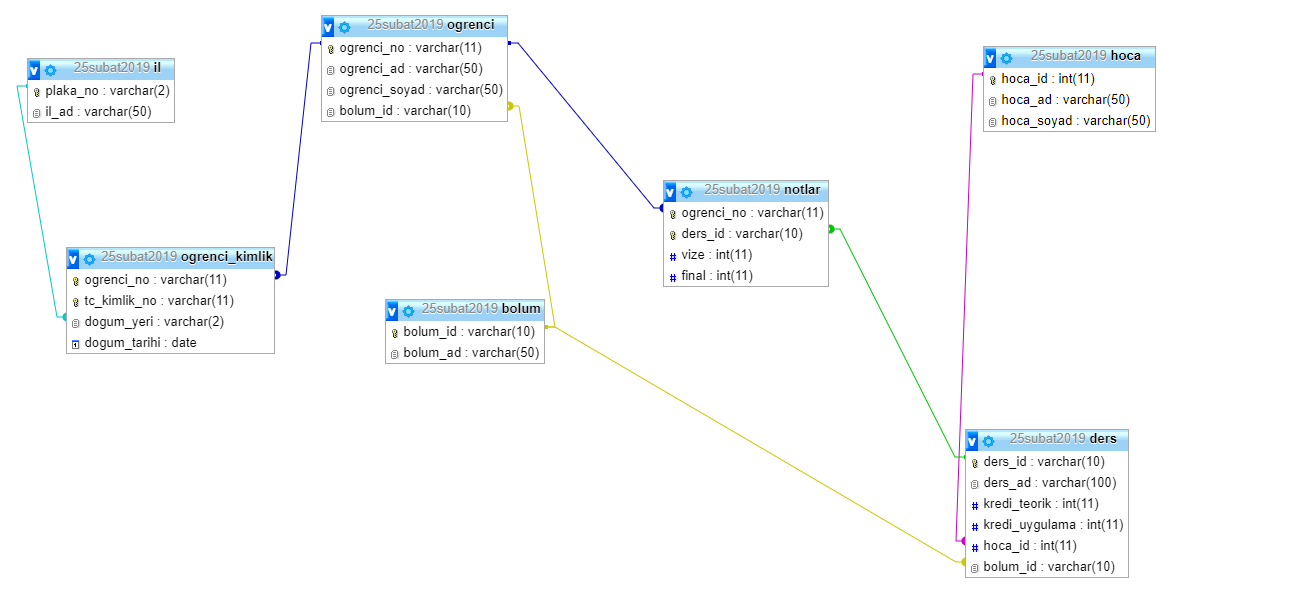 25subat2019 il
plaka_no : varchar(2)
il_ad : varchar(50)
25subat2019 ogrenci
ogrenci_no : varchar(11)
ogrenci_ad : varchar(50)
ogrenci_soyad : varchar(50)
bolum_id : varchar(10)
25subat2019 hoca
hoca_id : int(11)
hoca_ad : varchar(50)
hoca_soyad : varchar(50)
25subat2019 notlar
ogrenci_no : varchar(11)
ders_id : varchar(10)
# vize : int(11)
# final : int(11)
25subat2019 ogrenci_kimlik
ogrenci_no : varchar(11)
tc_kimlik_no : varchar(11)
dogum_yeri : varchar(2)
dogum_tarihi : date
25subat2019 bolum
bolum_id : varchar(10)
bolum_ad : varchar(50)
25subat2019 ders
ders_id : varchar(10)
ders_ad : varchar(100)
# kredi_teorik : int(11)
# kredi_uygulama : int(11)
# hoca_id : int(11)
bolum_id : varchar(10)